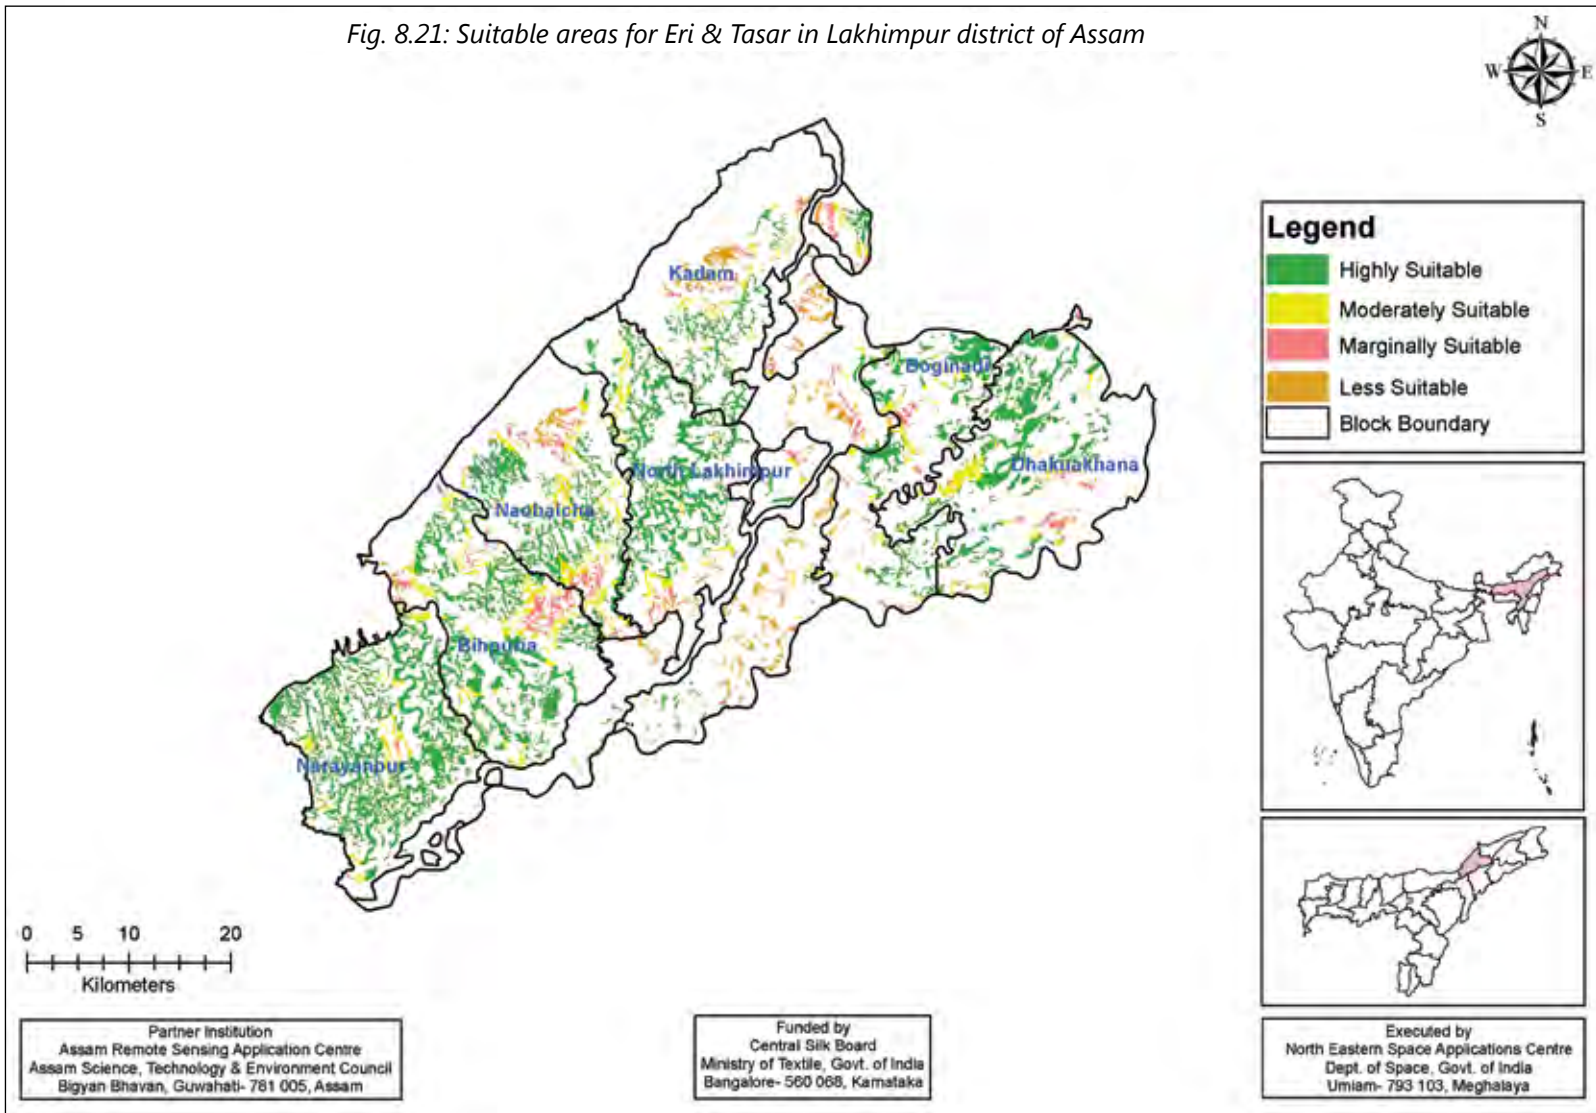 Fig. 8.21: Suitable areas for Eri & Tasar in Lakhimpur district of Assam
N
W E
S
Legend
Highly Suitable
Moderately Suitable
Marginally Suitable
Less Suitable
Block Boundary
Kadam
Boginadi
Dhakuakhana
North Lakhimpur
Naobaicha
Bihpuria
Narayanpur
0 5 10 20
Kilometers
Partner Institution
Assam Remote Sensing Application Centre
Assam Science, Technology & Environment Council
Bigyan Bhavan, Guwahati- 781 005, Assam
Funded by
Central Silk Board
Ministry of Textile, Govt. of India
Bangalore- 560 068, Karnataka
Executed by
North Eastern Space Applications Centre
Dept. of Space, Govt. of India
Umiam- 793 103, Meghalaya